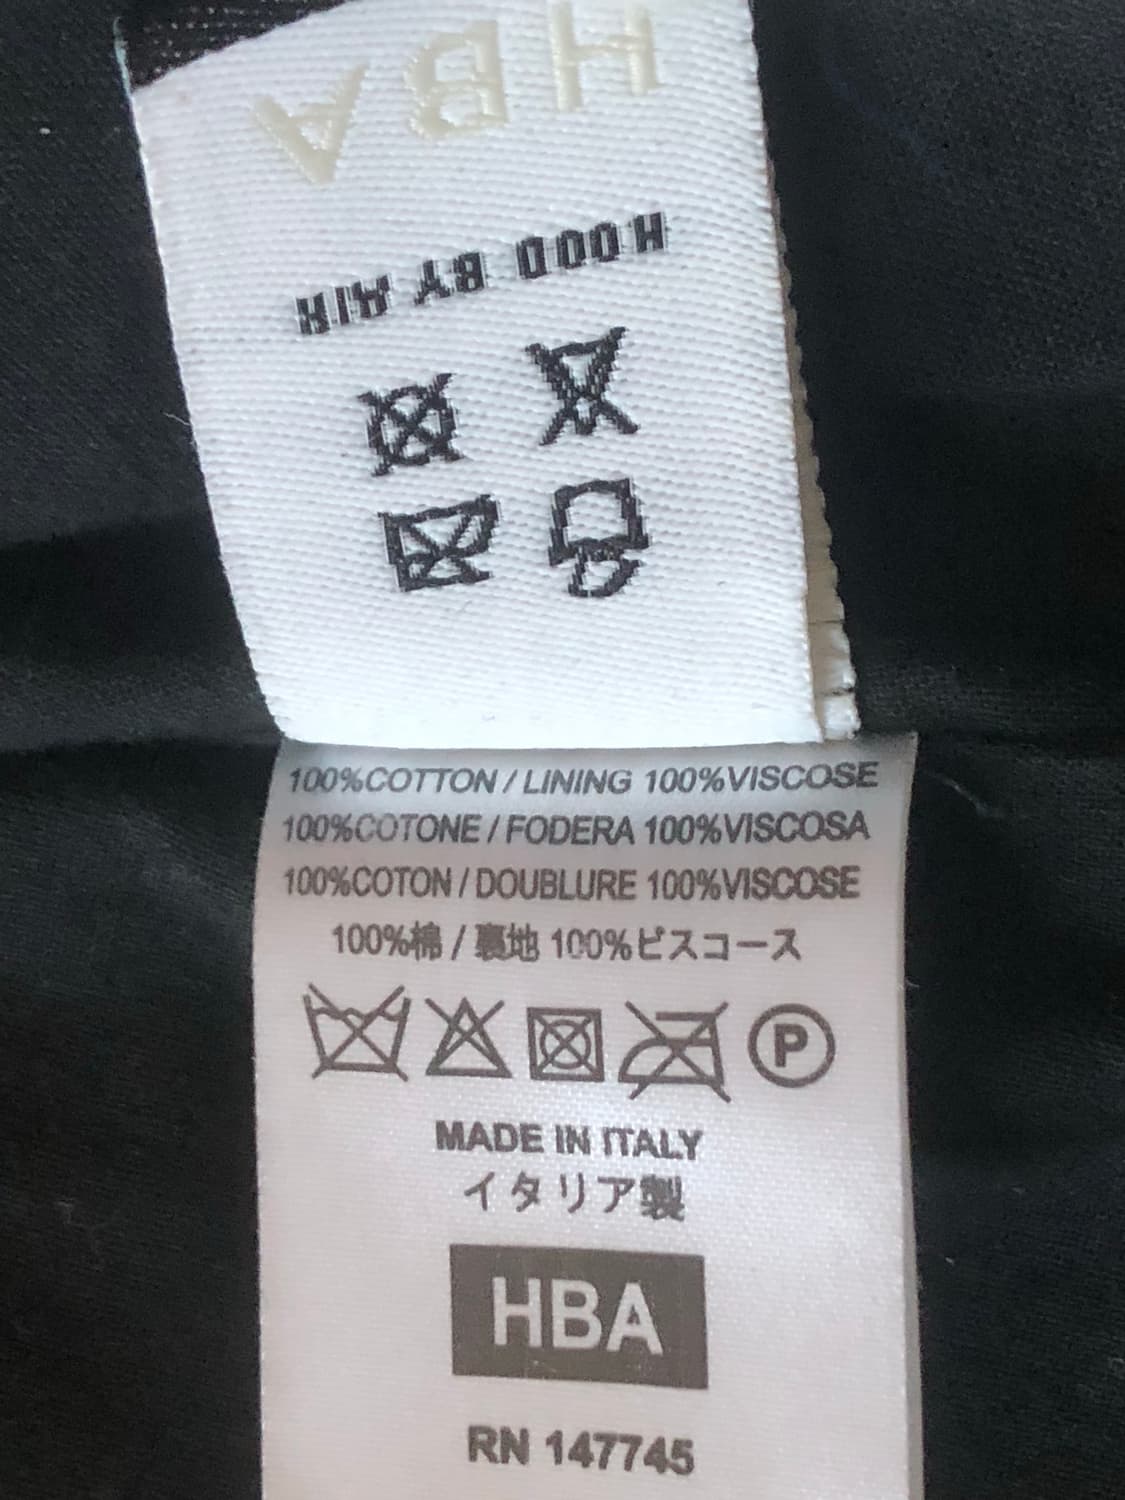 HBA
HOOD BY AIR
100%COTTON / LINING 100%VISCOSE
100%COTONE / FODERA 100%VISCOSA
100%COTON / DOUBLURE 100%VISCOSE
100%棉 / 裏地 100%ビスコース
P
MADE IN ITALY
イタリア製
HBA
RN 147745